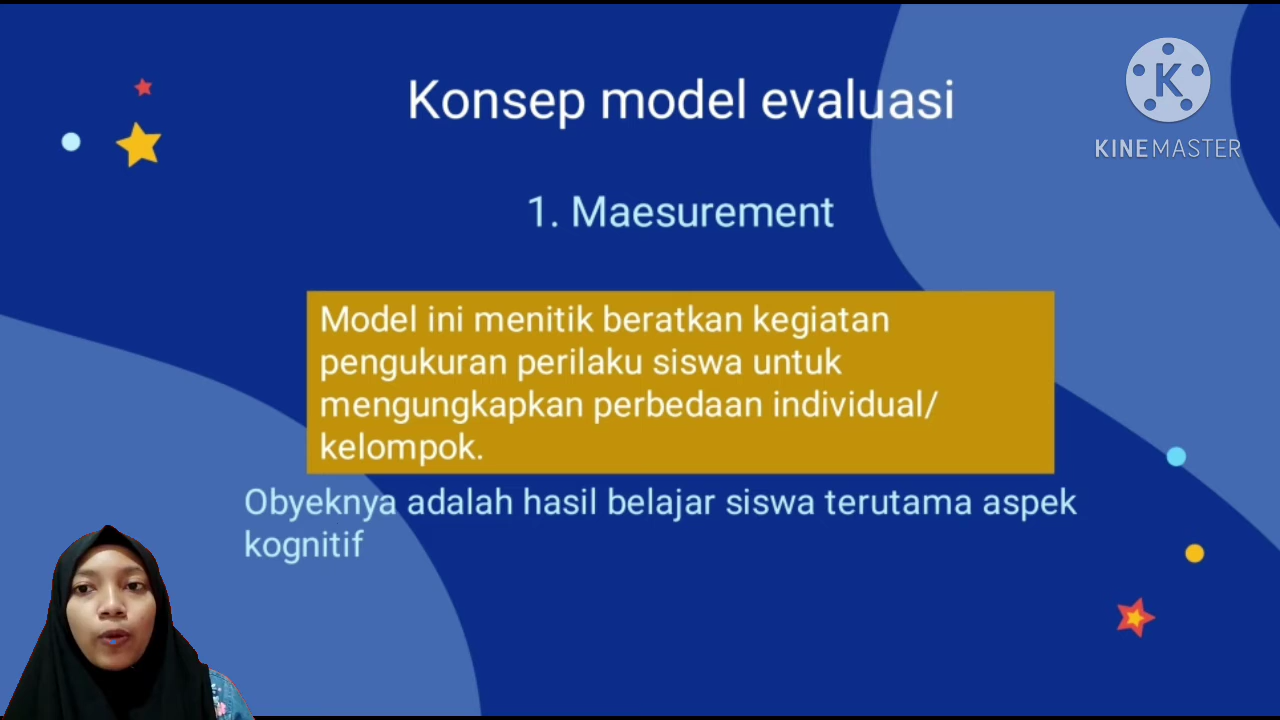 Konsep model evaluasi
K
KINEMASTER
1. Maesurement
Model ini menitik beratkan kegiatan
pengukuran perilaku siswa untuk
mengungkapkan perbedaan individual/
kelompok.
Obyeknya adalah hasil belajar siswa terutama aspek
kognitif